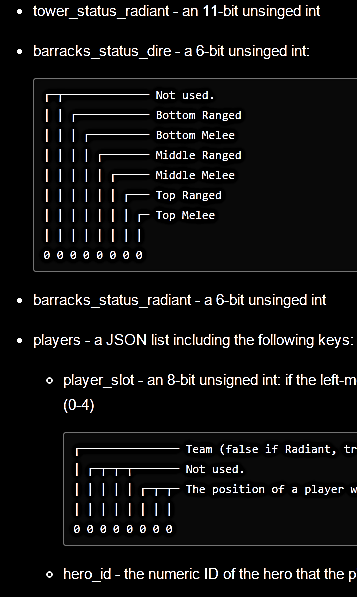 tower_status_radiant - an 11-bit unsinged int
barracks_status_dire - a 6-bit unsinged int:
Not used.
Bottom Ranged
Bottom Melee
Middle Ranged
Middle Melee
Top Ranged
Top Melee
0 0 0 0 0 0 0 0
barracks_status_radiant - a 6-bit unsinged int
players - a JSON list including the following keys:
player_slot - an 8-bit unsigned int: if the left-m
(0-4)
Team (false if Radiant, tr
Not used.
The position of a player w
0 0 0 0 0 0 0 0
hero_id - the numeric ID of the hero that the p